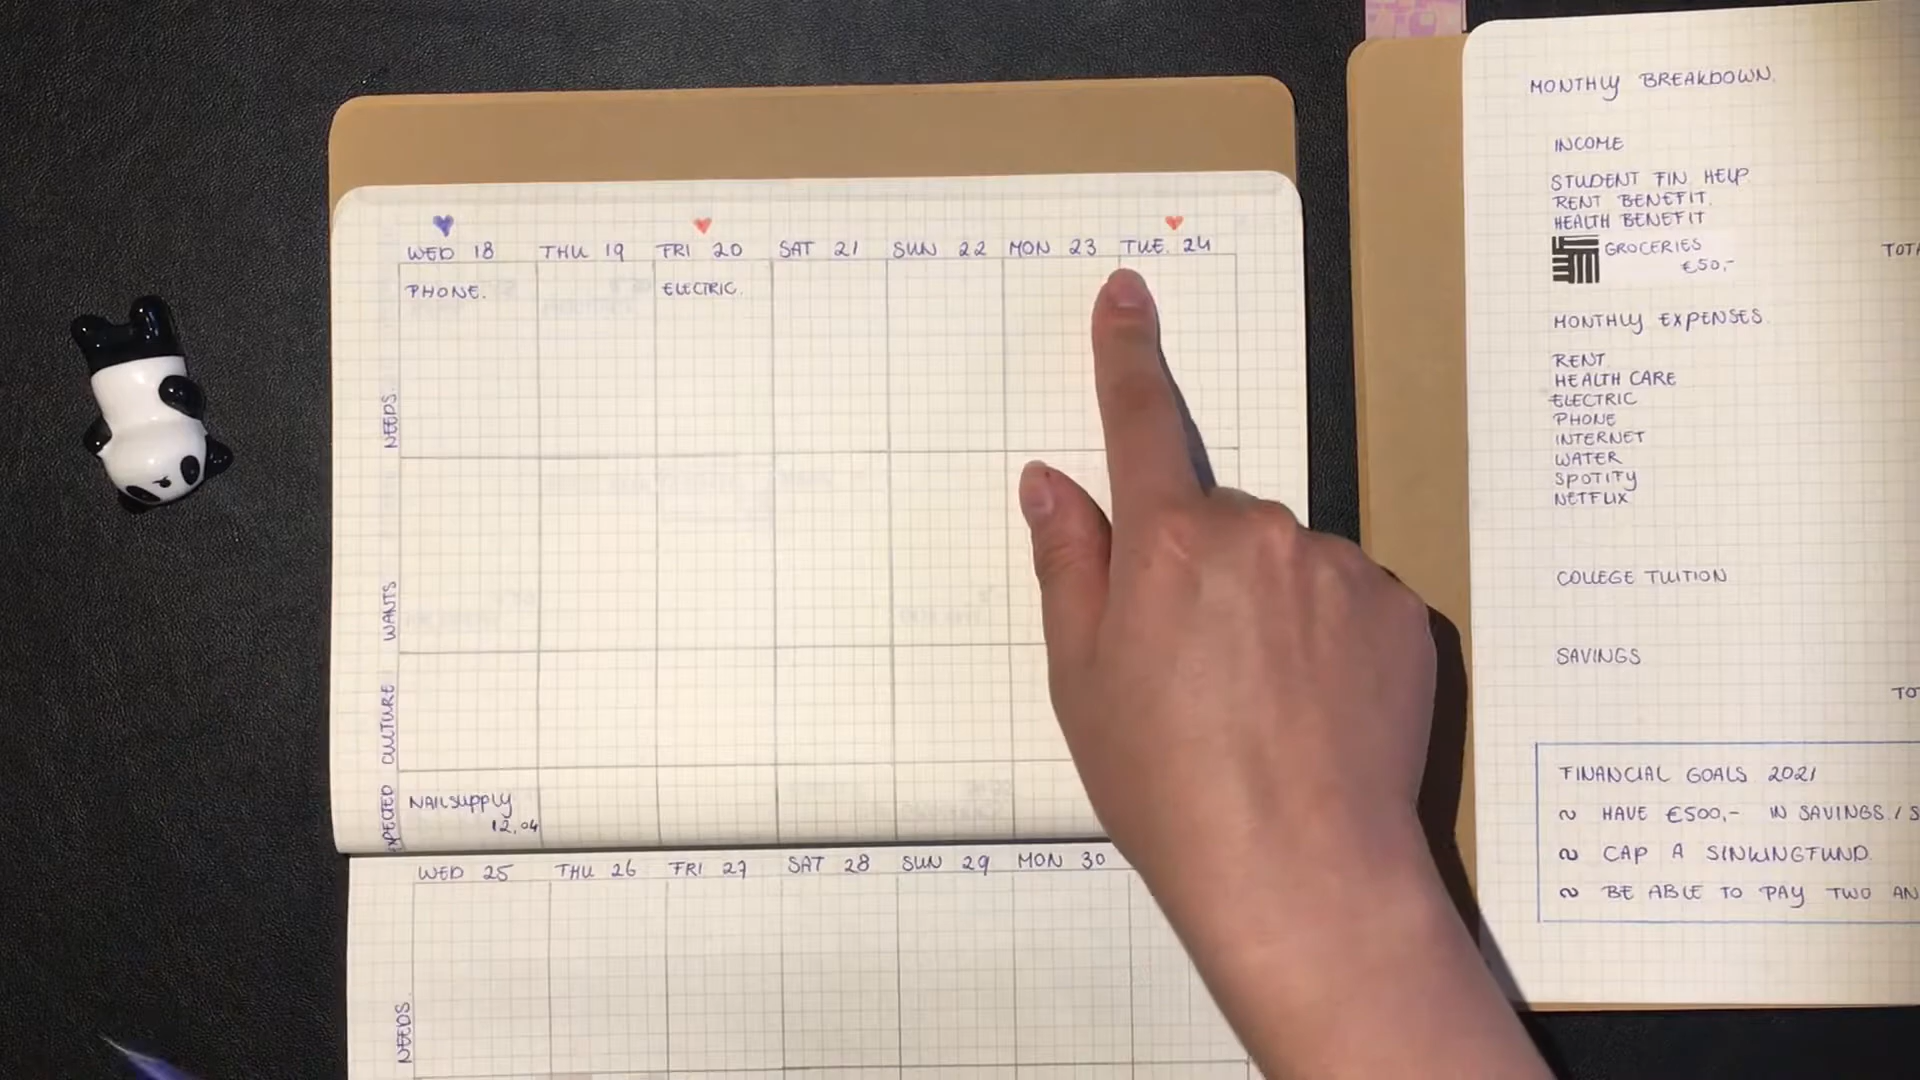 WED 18 THU 19 FRI 20 SAT 21 SUN 22 MON 23 TUE. 24
PHONE. ELECTRIC.
NEEDS.
WANTS
CULTURE
NAILSUPPLY
12,04
WED 25 THU 26 FRI 27 SAT 28 SUN 29 MON 30
NEEDS.
MONTHLY BREAKDOWN.
INCOME
STUDENT FIN HELP
RENT BENEFIT.
HEALTH BENEFIT
GROCERIES
€50,-
MONTHLY EXPENSES.
RENT
HEALTH CARE
ELECTRIC
PHONE
INTERNET
WATER
SPOTIFY
NETFLIX
COLLEGE TUITION
SAVINGS
FINANCIAL GOALS 2021
~ HAVE €500,- IN SAVINGS / S
~ CAP A SINKINGFUND.
~ BE ABLE TO PAY TWO AN